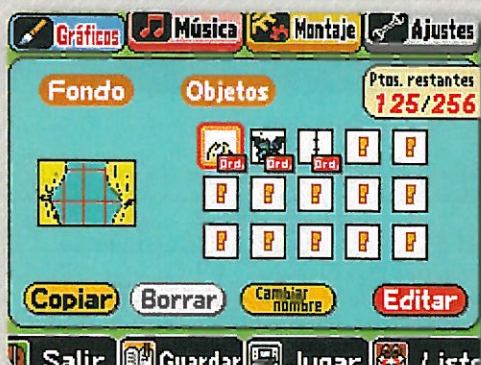 Gráficos Música Montaje Ajustes
Fondo Objetos Ptos. restantes
125/256
Ord. Ord. Ord. ? ?
? ? ? ? ?
? ? ? ? ?
Copiar Borrar Cambiar nombre Editar
Salir Guardar Jugar Listo